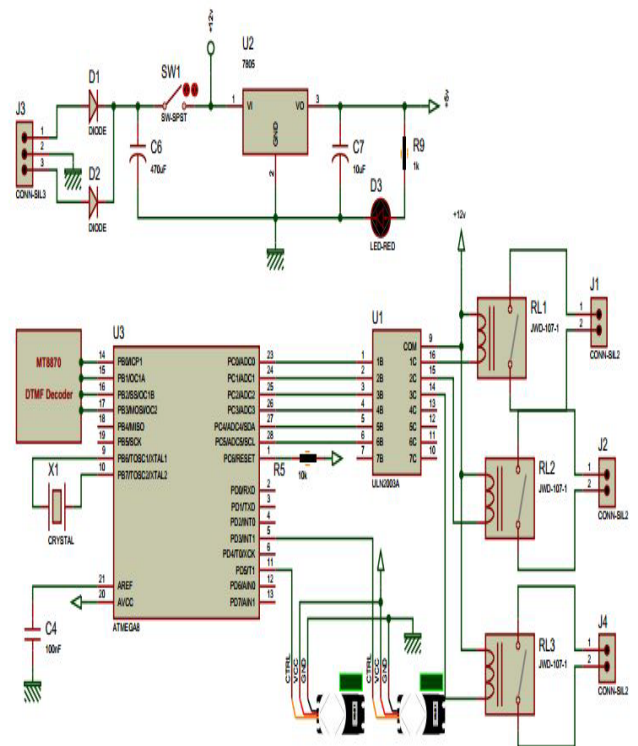 +12v
U2
7805
D1
SW1
J3
1
VI
VO
3
+5v
1
2
3
DIODE
SW-SPST
GND
C6
C7
R9
470uF
10uF
1k
2
D2
D3
CONN-SIL3
DIODE
LED-RED
+12v
J1
RL1
1
2
JWD-107-1
CONN-SIL2
U3
U1
MT8870
DTMF Decoder
14 PB0/ICP1
15 PB1/OC1A
16 PB2/SS/OC1B
17 PB3/MOSI/OC2
18 PB4/MISO
19 PB5/SCK
9 PB6/TOSC1/XTAL1
10 PB7/TOSC2/XTAL2
PC0/ADC0 23
PC1/ADC1 24
PC2/ADC2 25
PC3/ADC3 26
PC4/ADC4/SDA 27
PC5/ADC5/SCL 28
PC6/RESET 1
PD0/RXD 2
PD1/TXD 3
PD2/INT0 4
PD3/INT1 5
PD4/T0/XCK 6
PD5/T1 11
PD6/AIN0 12
PD7/AIN1 13
21 AREF
20 AVCC
ATMEGA8
COM 9
1 1B 1C 16
2 2B 2C 15
3 3B 3C 14
4 4B 4C 13
5 5B 5C 12
6 6B 6C 11
7 7B 7C 10
ULN2003A
R5
10k
X1
CRYSTAL
C4
100nF
J2
RL2
1
2
JWD-107-1
CONN-SIL2
J4
RL3
1
2
JWD-107-1
CONN-SIL2
CTRL
VCC
GND
CTRL
VCC
GND